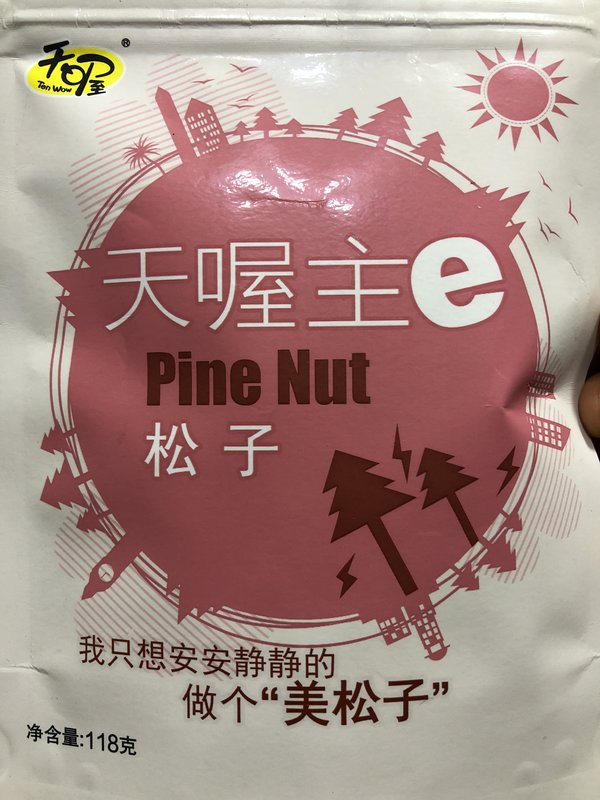 天喔
Ten Wow
®
天喔主e
Pine Nut
松子
我只想安安静静的
做个“美松子”
净含量:118克